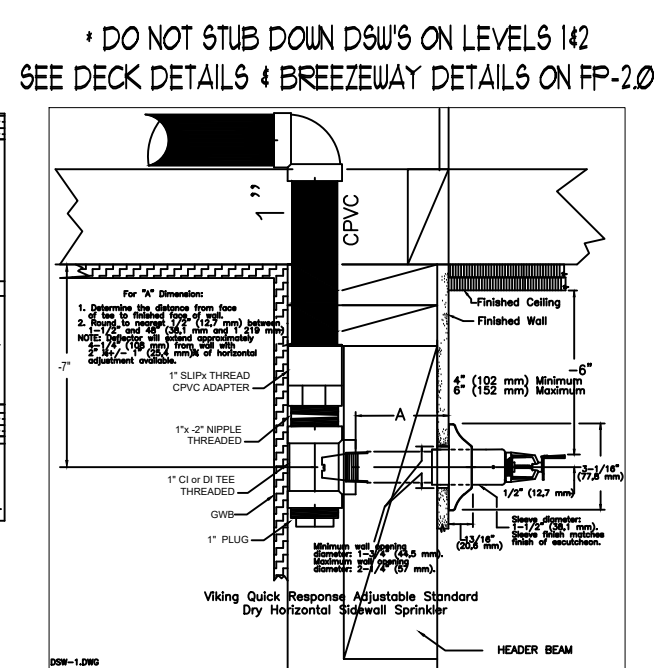 * DO NOT STUB DOWN DSW'S ON LEVELS 1&2
SEE DECK DETAILS & BREEZEWAY DETAILS ON FP-2.0
1"
CPVC
For "A" Dimension:
1. Determine the distance from face
of tee to finished face of wall.
2. Round to nearest 1/2" (12,7 mm) between
1-1/2" and 48" (38,1 mm and 1 219 mm)
NOTE: Deflector will extend approximately
4-1/4" (108 mm) from wall with
2" %+/- 1" (25,4 mm)% of horizontal
adjustment available.
-7"
Finished Ceiling
Finished Wall
-6"
4" (102 mm) Minimum
6" (152 mm) Maximum
1" SLIPx THREAD
CPVC ADAPTER
A
1"x -2" NIPPLE
THREADED
1" CI or DI TEE
THREADED
GWB
1" PLUG
3-1/16"
(77,8 mm)
1/2" (12,7 mm)
13/16"
(20,6 mm)
Sleeve diameter:
1-1/2" (38,1 mm).
Sleeve finish matches
finish of escutcheon.
Minimum wall opening
diameter: 1-3/4" (44,5 mm).
Maximum wall opening
diameter: 2-1/4" (57 mm).
Viking Quick Response Adjustable Standard
Dry Horizontal Sidewall Sprinkler
HEADER BEAM
DSW-1.DWG